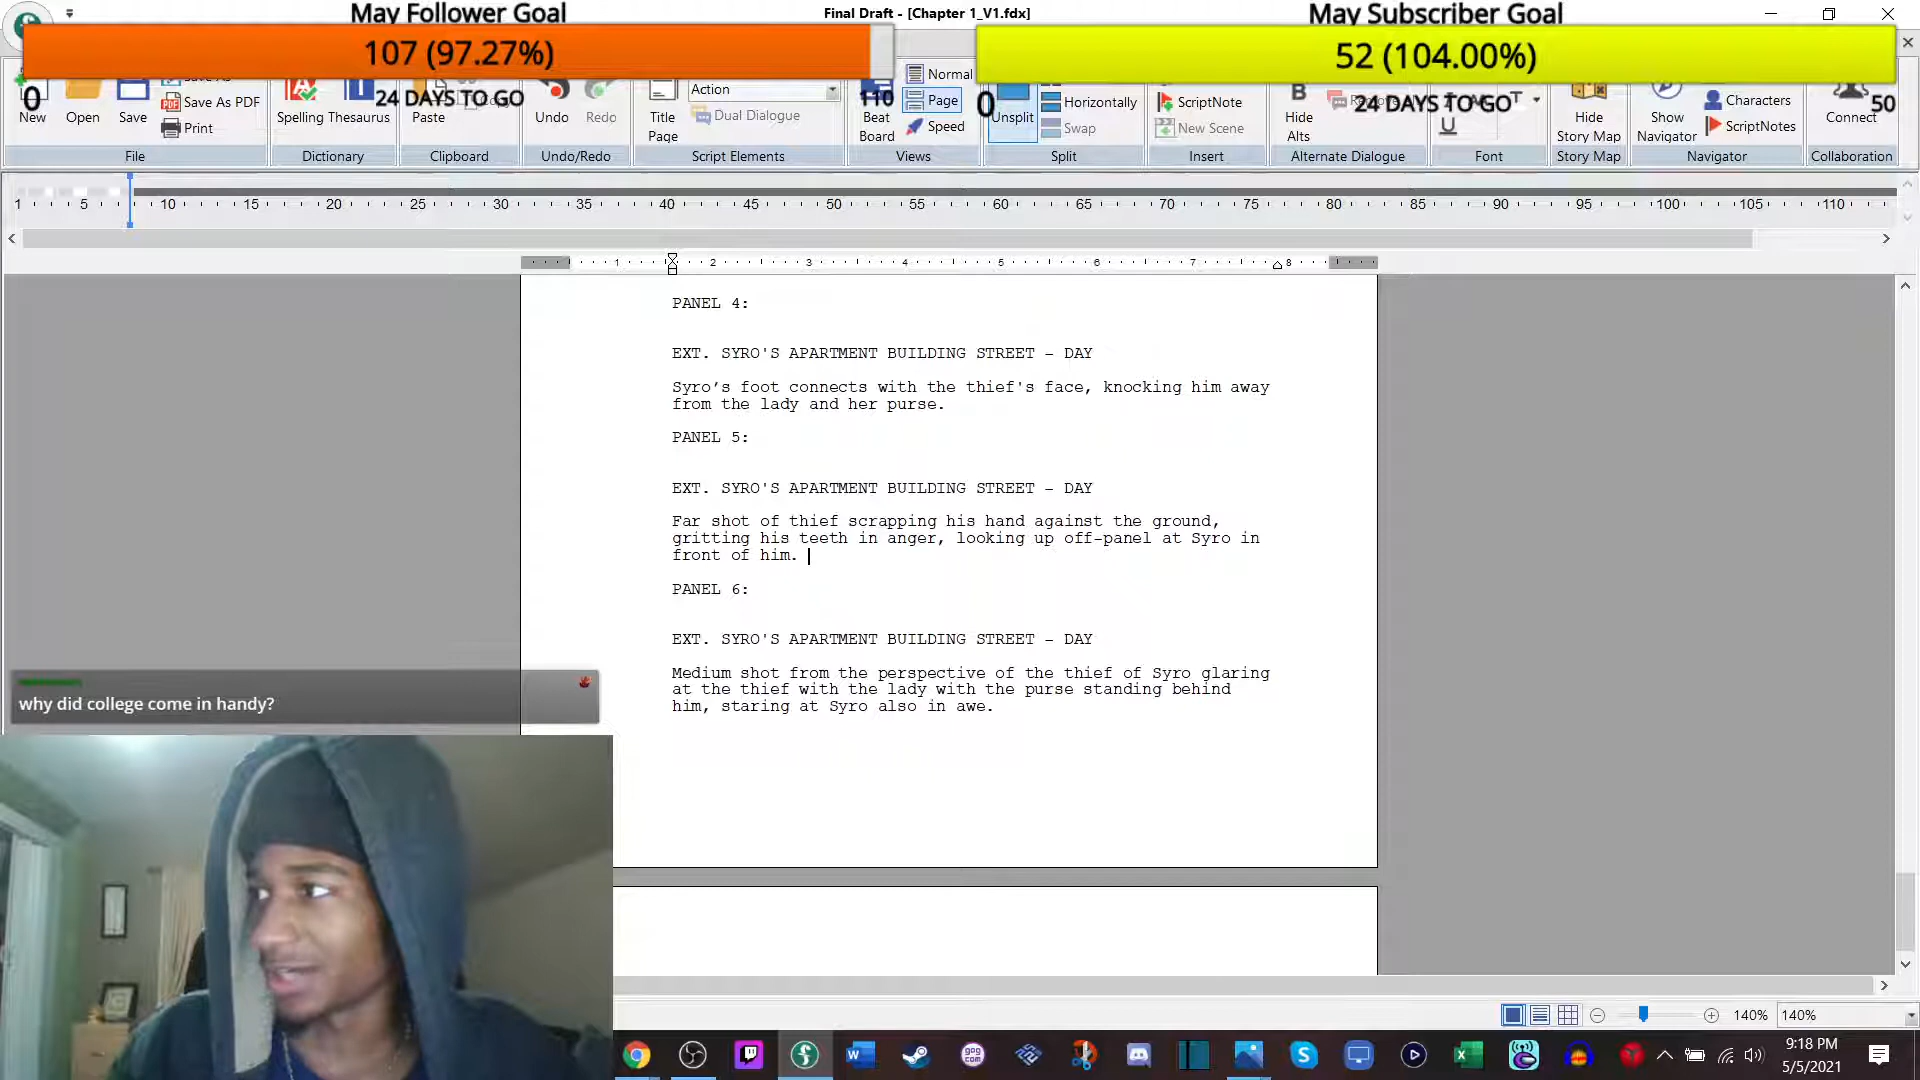 May Follower Goal
Final Draft - [Chapter 1_V1.fdx]
May Subscriber Goal
107 (97.27%)
52 (104.00%)
0
24 DAYS TO GO
110
0
24 DAYS TO GO
50
New
Open
Save
Save As PDF
Print
File
Spelling
Thesaurus
Dictionary
Paste
Clipboard
Undo
Redo
Undo/Redo
Title Page
Action
Dual Dialogue
Script Elements
Beat Board
Normal
Page
Speed
Views
Unsplit
Horizontally
Swap
Split
ScriptNote
New Scene
Insert
Hide Alts
Alternate Dialogue
Font
Hide Story Map
Story Map
Show Navigator
Characters
ScriptNotes
Navigator
Connect
Collaboration
1 5 10 15 20 25 30 35 40 45 50 55 60 65 70 75 80 85 90 95 100 105 110
1 2 3 4 5 6 7 8
PANEL 4:
EXT. SYRO'S APARTMENT BUILDING STREET – DAY
Syro’s foot connects with the thief's face, knocking him away
from the lady and her purse.
PANEL 5:
EXT. SYRO'S APARTMENT BUILDING STREET – DAY
Far shot of thief scrapping his hand against the ground,
gritting his teeth in anger, looking up off-panel at Syro in
front of him.
PANEL 6:
EXT. SYRO'S APARTMENT BUILDING STREET – DAY
Medium shot from the perspective of the thief of Syro glaring
at the thief with the lady with the purse standing behind
him, staring at Syro also in awe.
why did college come in handy?
140%
140%
9:18 PM
5/5/2021